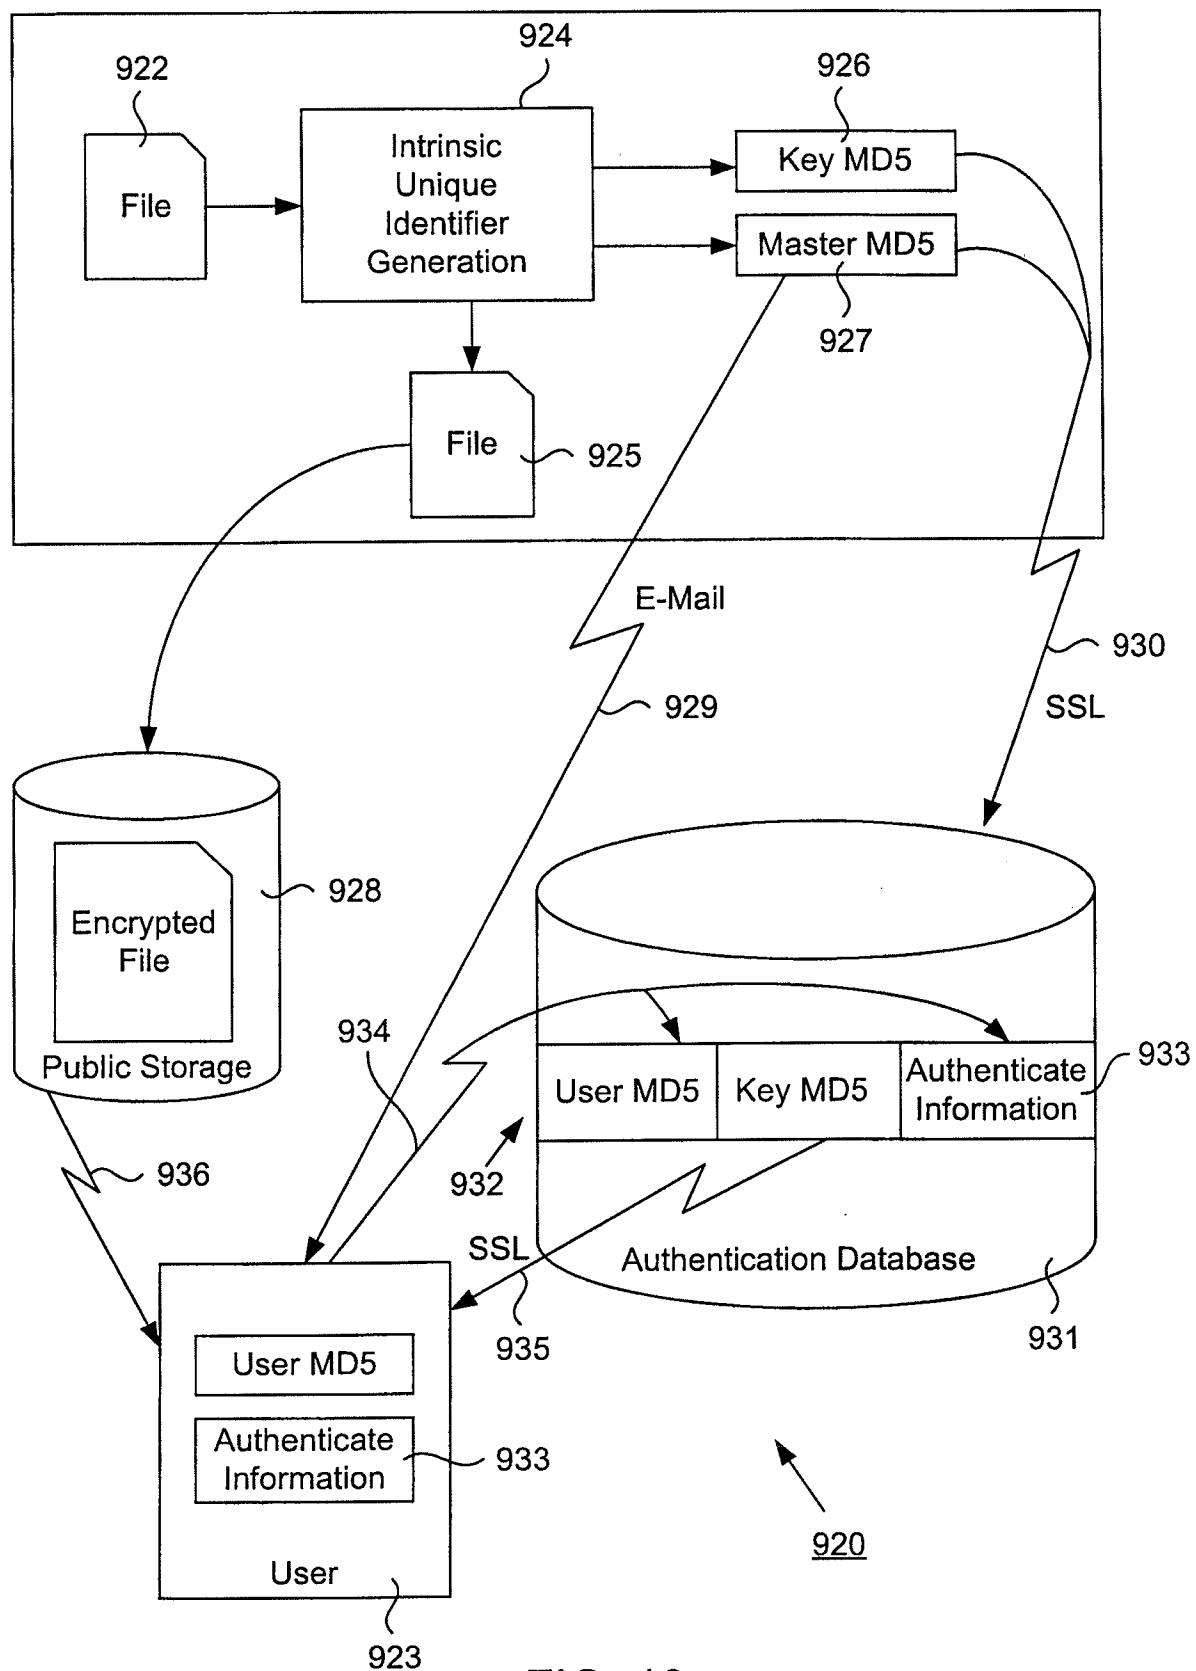 924
922
926
File
Intrinsic
Unique
Identifier
Generation
Key MD5
Master MD5
927
File
925
E-Mail
929
930
SSL
928
Encrypted
File
Public Storage
934
User MD5
Key MD5
Authenticate
Information
933
932
936
SSL
935
Authentication Database
931
User MD5
Authenticate
Information
933
User
923
920